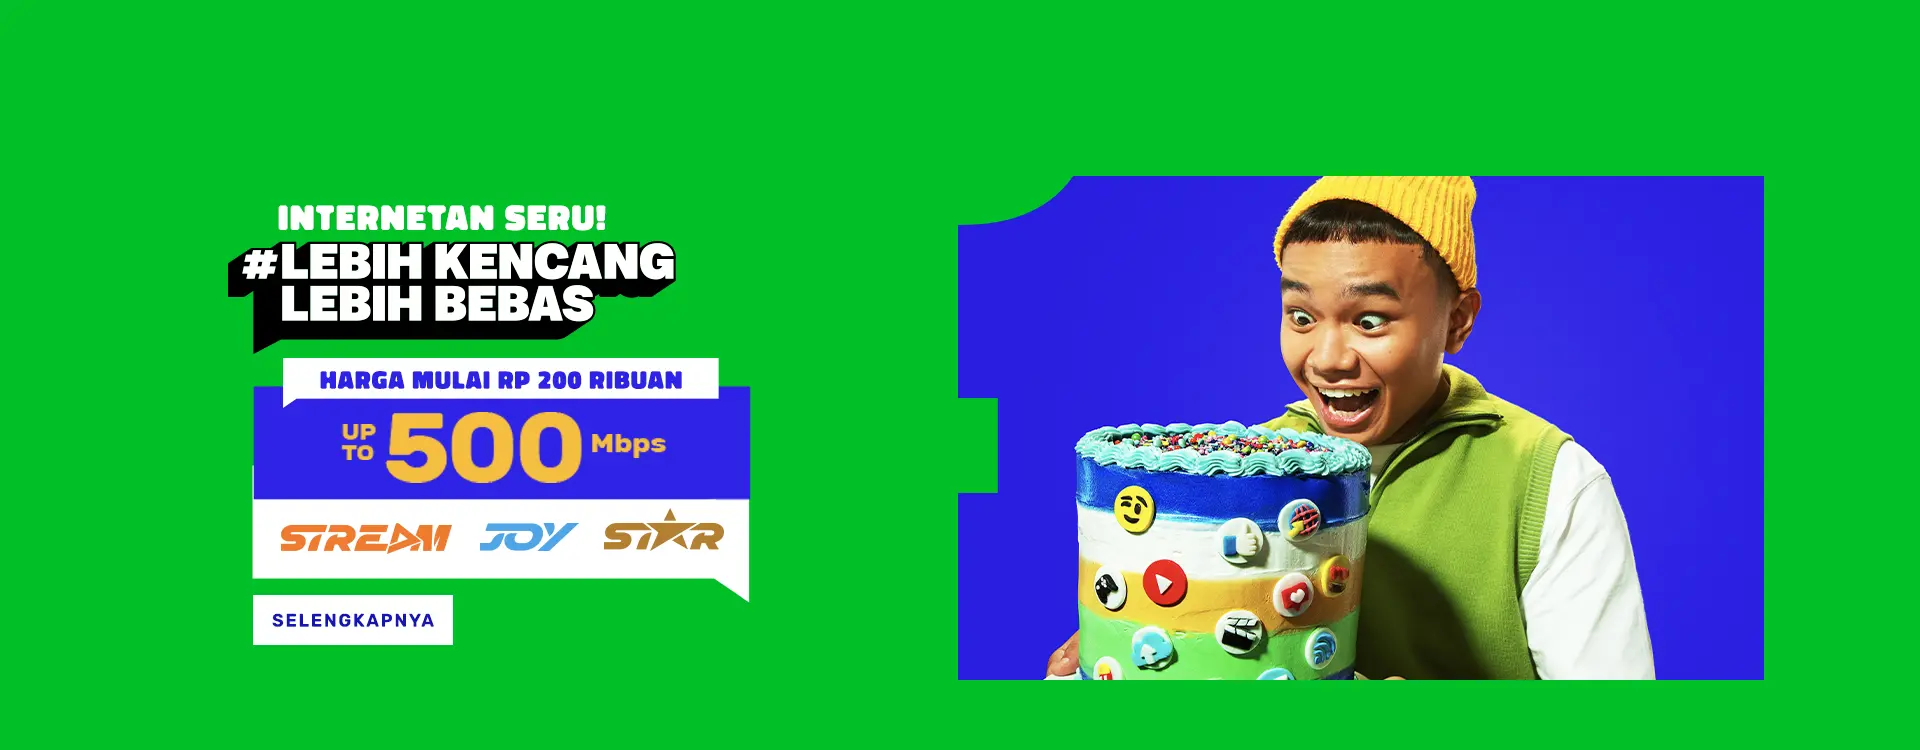 INTERNETAN SERU!
#LEBIH KENCANG
LEBIH BEBAS
HARGA MULAI RP 200 RIBUAN
UP TO 500 Mbps
STREAM JOY STAR
SELENGKAPNYA